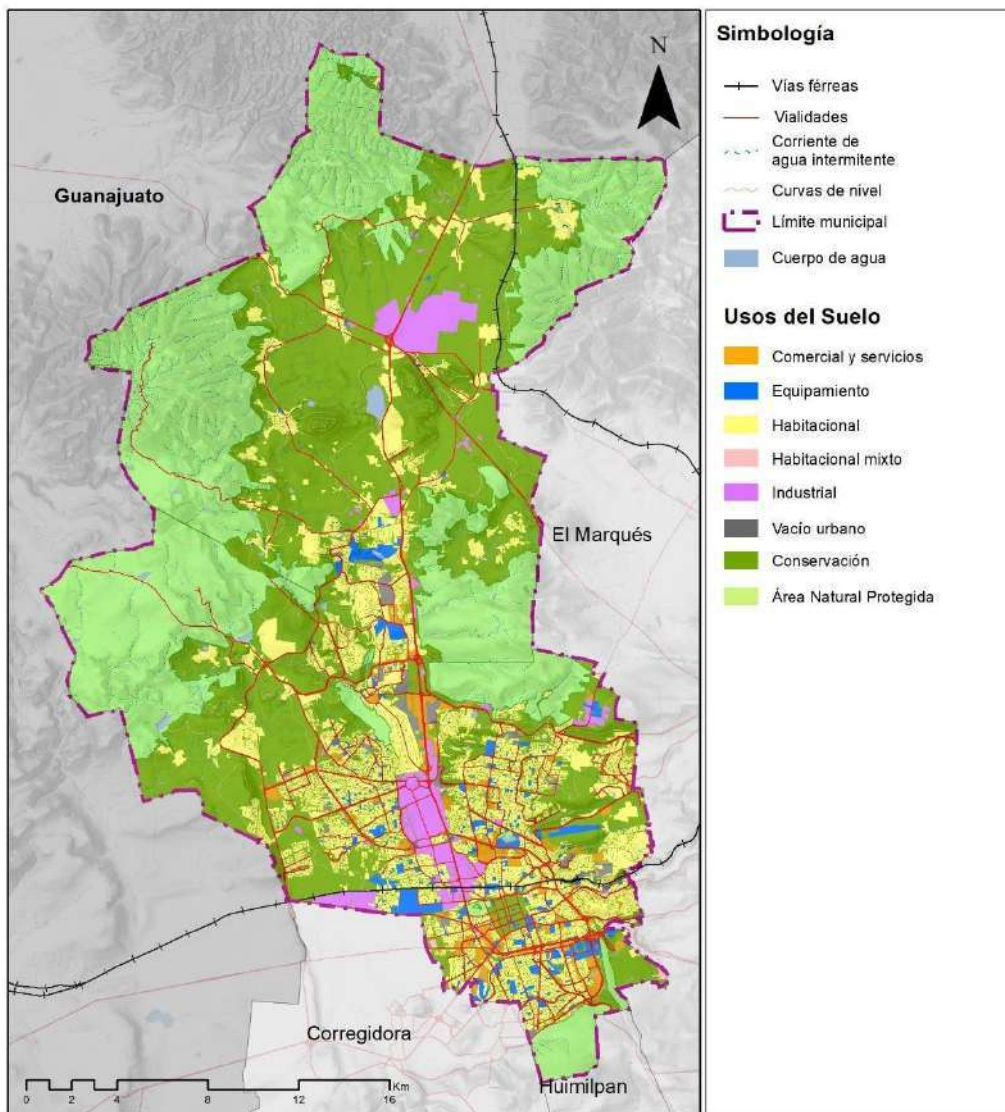 N
Guanajuato
El Marqués
Corregidora
Huimilpan
0 2 4 8 12 16 Km
Simbología
Vías férreas
Vialidades
Corriente de
agua intermitente
Curvas de nivel
Límite municipal
Cuerpo de agua
Usos del Suelo
Comercial y servicios
Equipamiento
Habitacional
Habitacional mixto
Industrial
Vacío urbano
Conservación
Área Natural Protegida